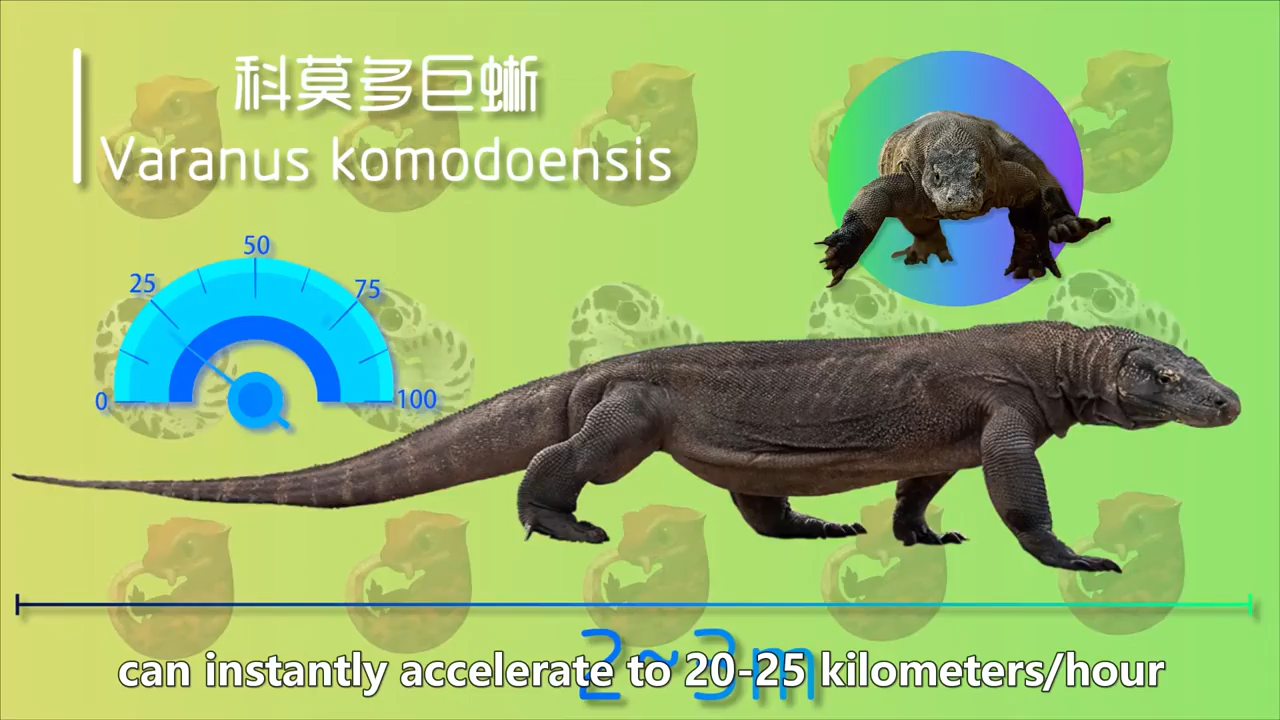 科莫多巨蜥
Varanus komodoensis
50
25
75
0
100
2~3m
can instantly accelerate to 20-25 kilometers/hour